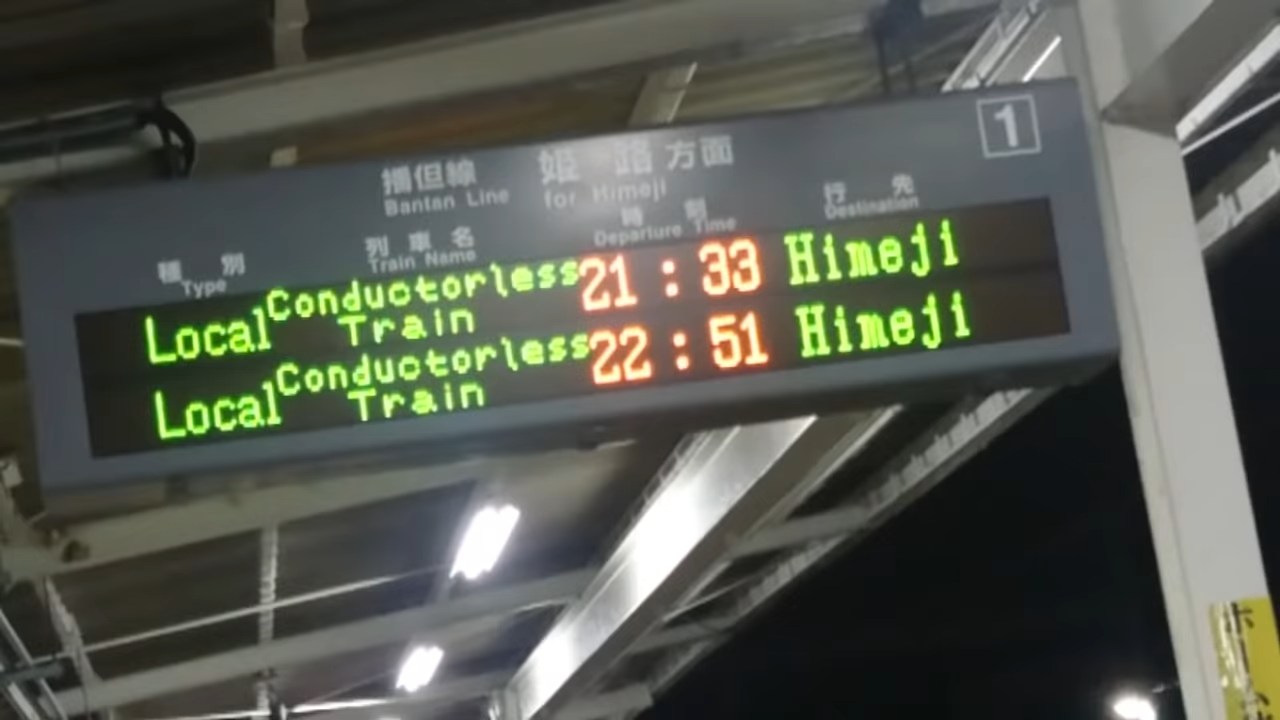 1
播但線 姫路方面
Bantan Line for Himeji
種別 列車名 時刻 行先
Type Train Name Departure Time Destination
Local Conductorless Train 21:33 Himeji
Local Conductorless Train 22:51 Himeji